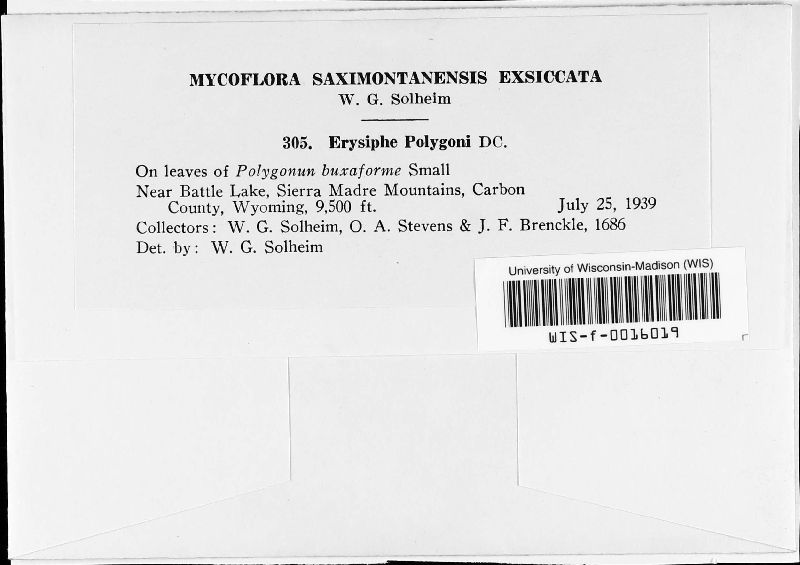 MYCOFLORA SAXIMONTANENSIS EXSICCATA
W. G. Solheim
305. Erysiphe Polygoni DC.
On leaves of Polygonun buxaforme Small
Near Battle Lake, Sierra Madre Mountains, Carbon
County, Wyoming, 9,500 ft. July 25, 1939
Collectors: W. G. Solheim, O. A. Stevens & J. F. Brenckle, 1686
Det. by: W. G. Solheim
University of Wisconsin-Madison (WIS)
WIS-f-0016019